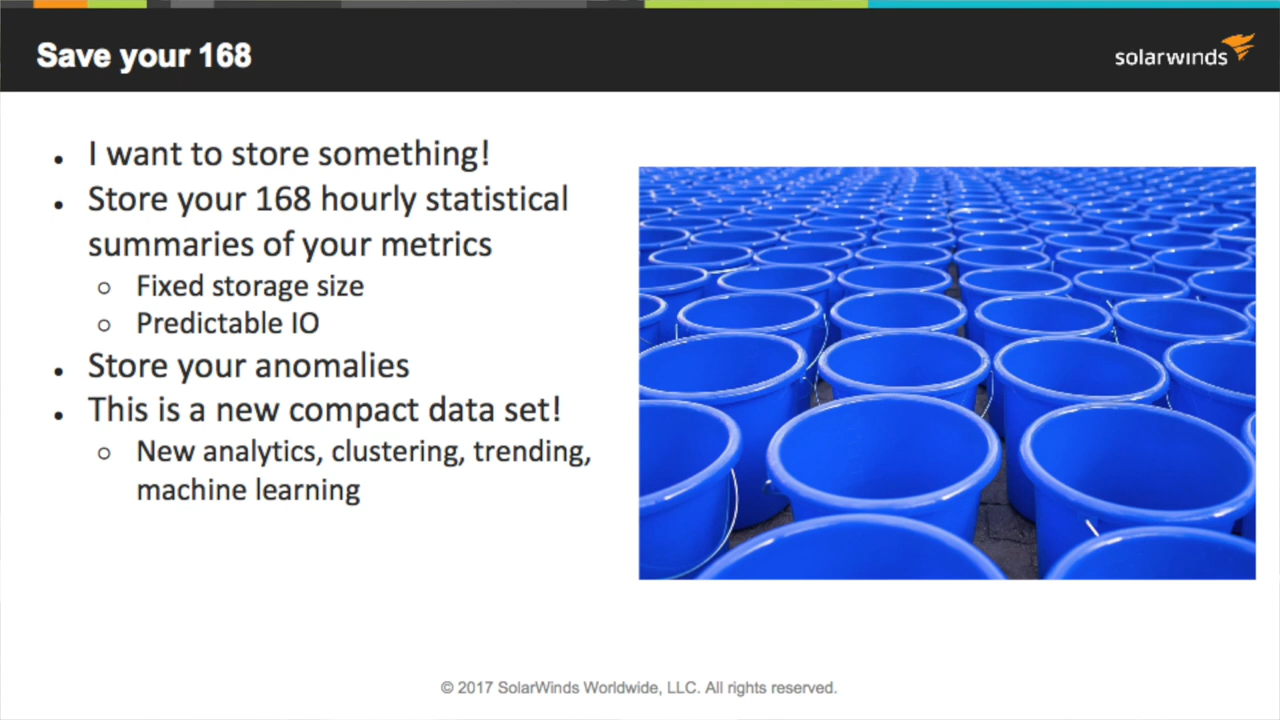 Save your 168
solarwinds
• I want to store something!
• Store your 168 hourly statistical
summaries of your metrics
○ Fixed storage size
○ Predictable IO
• Store your anomalies
• This is a new compact data set!
○ New analytics, clustering, trending,
machine learning
© 2017 SolarWinds Worldwide, LLC. All rights reserved.